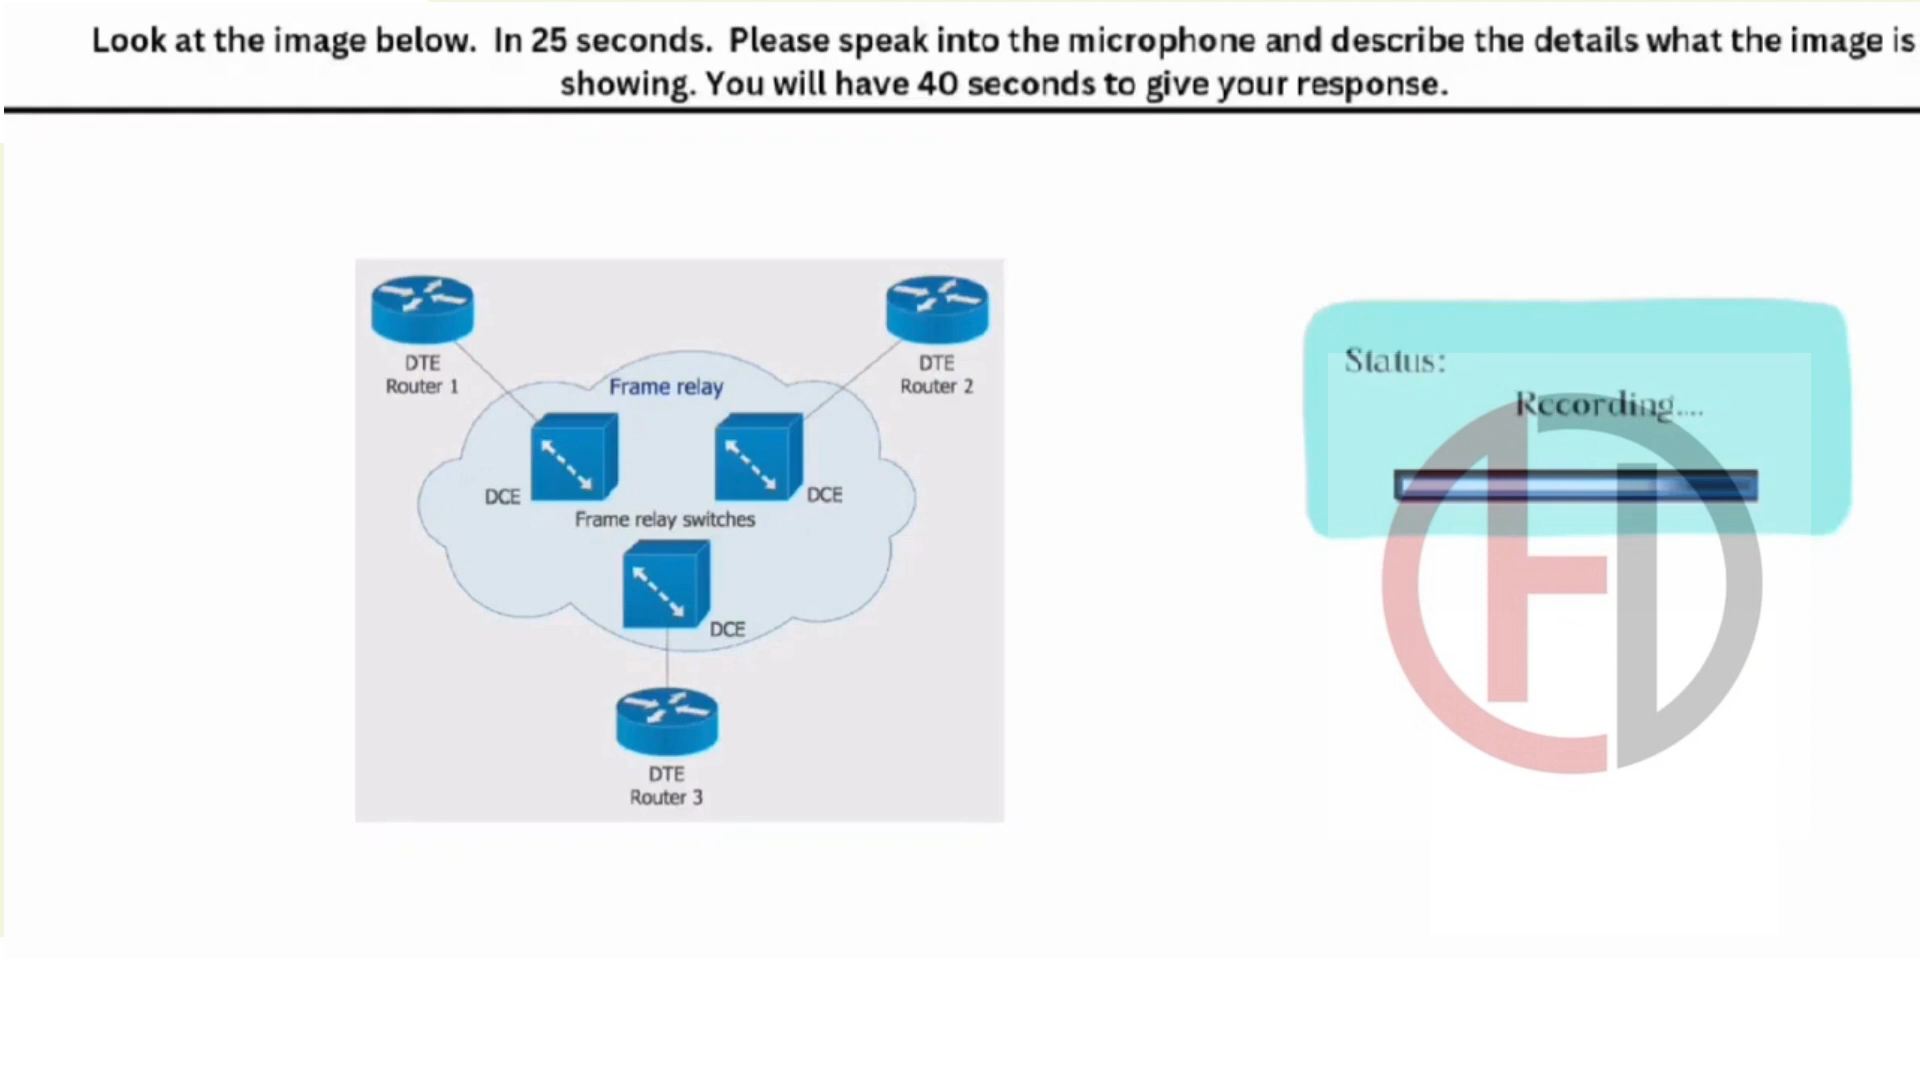 Look at the image below. In 25 seconds. Please speak into the microphone and describe the details what the image is
showing. You will have 40 seconds to give your response.
DTE
Router 1
DTE
Router 2
Frame relay
DCE
DCE
Frame relay switches
DCE
DTE
Router 3
Status:
Recording....